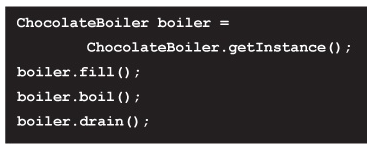 ChocolateBoiler boiler =
        ChocolateBoiler.getInstance();
boiler.fill();
boiler.boil();
boiler.drain();